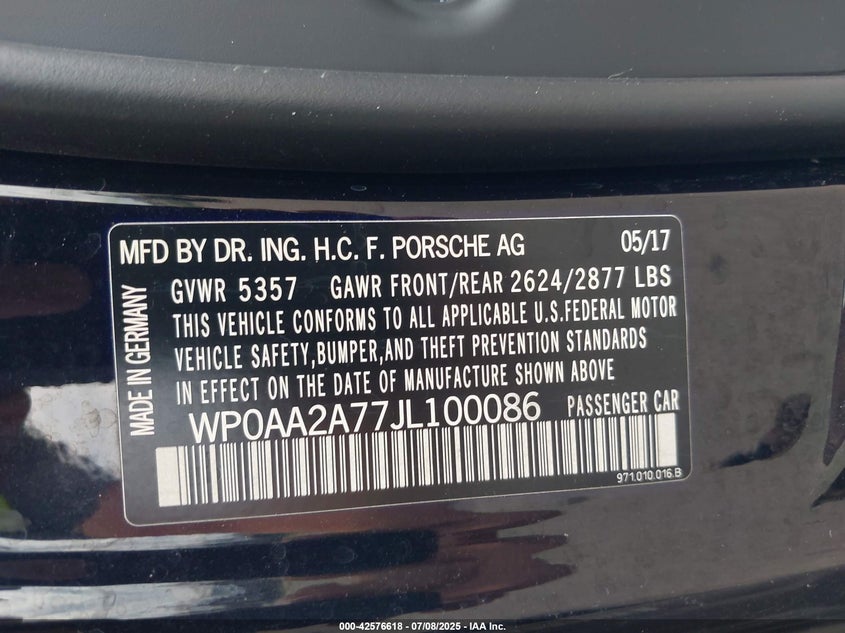 MFD BY DR. ING. H.C. F. PORSCHE AG 05/17
GVWR 5357 GAWR FRONT/REAR 2624/2877 LBS
THIS VEHICLE CONFORMS TO ALL APPLICABLE U.S.FEDERAL MOTOR
VEHICLE SAFETY,BUMPER,AND THEFT PREVENTION STANDARDS
IN EFFECT ON THE DATE OF MANUFACTURE SHOWN ABOVE
WP0AA2A77JL100086 PASSENGER CAR
971.010.016.B
MADE IN GERMANY
000-42576618 - 07/08/2025 - IAA Inc.